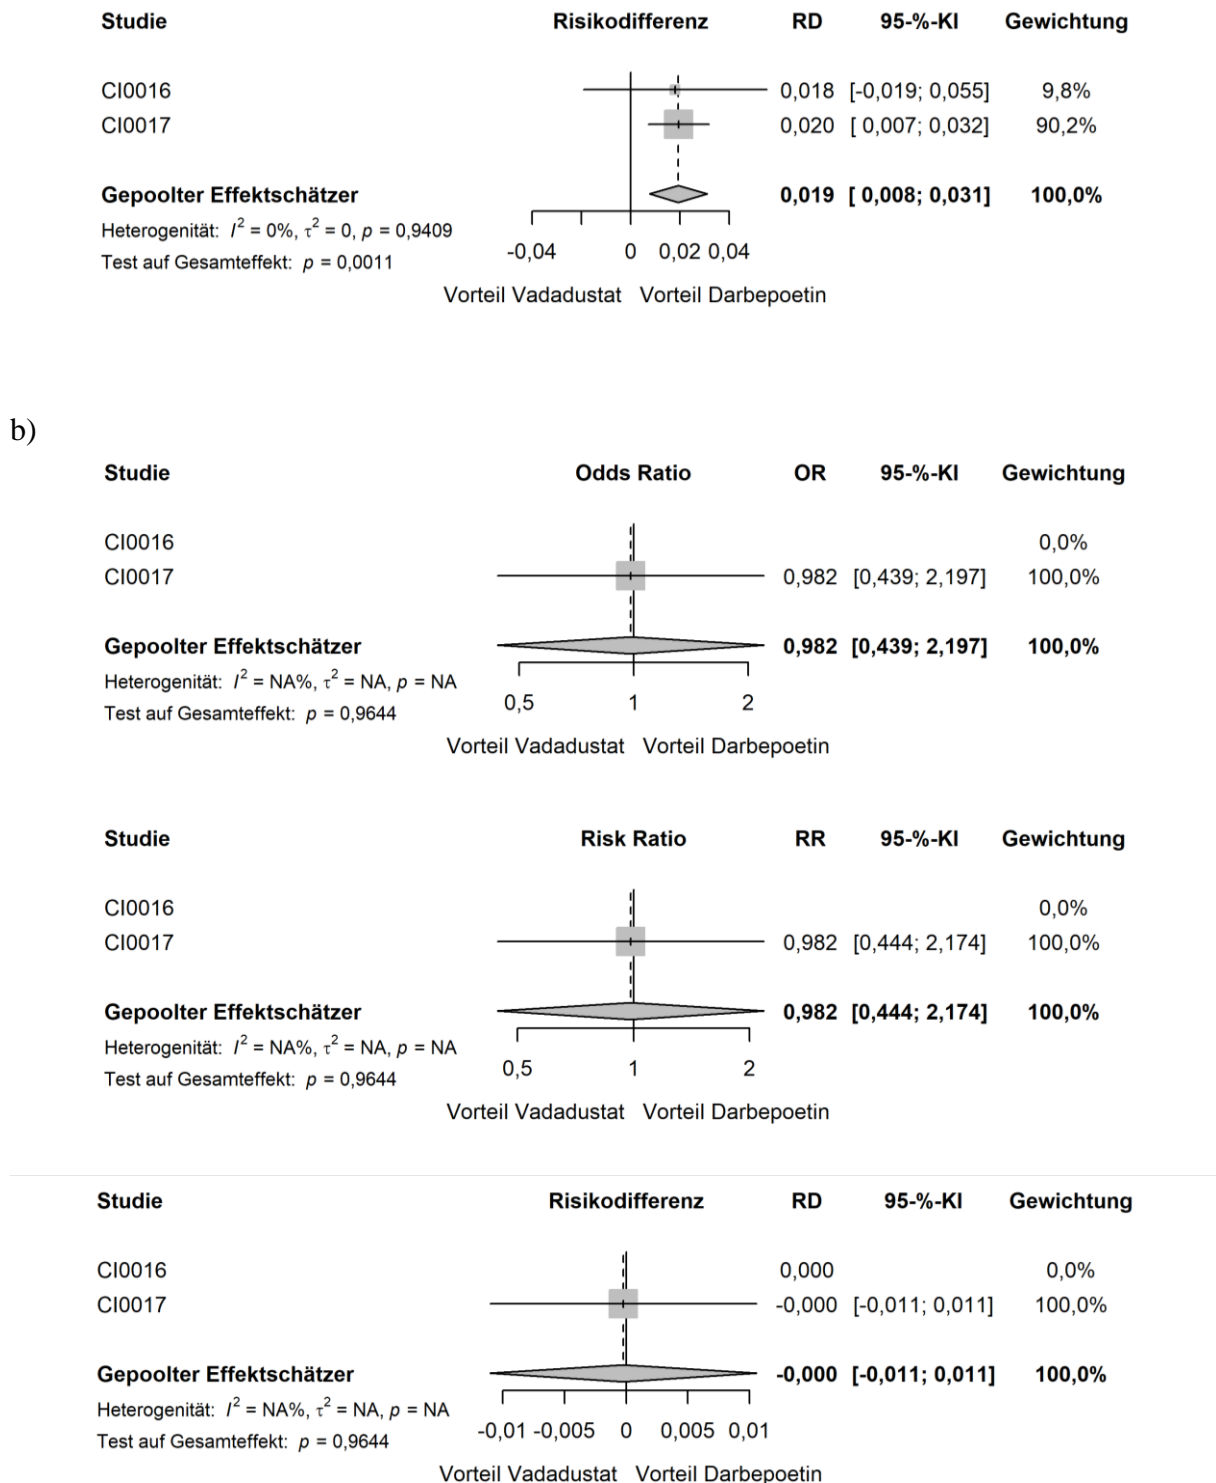 Studie Risikodifferenz RD 95-%-KI Gewichtung
CI0016 0,018 [-0,019; 0,055] 9,8%
CI0017 0,020 [ 0,007; 0,032] 90,2%
Gepoolter Effektschätzer 0,019 [ 0,008; 0,031] 100,0%
Heterogenität: I² = 0%, τ² = 0, p = 0,9409
Test auf Gesamteffekt: p = 0,0011
-0,04 0 0,02 0,04
Vorteil Vadadustat Vorteil Darbepoetin
b)
Studie Odds Ratio OR 95-%-KI Gewichtung
CI0016 0,0%
CI0017 0,982 [0,439; 2,197] 100,0%
Gepoolter Effektschätzer 0,982 [0,439; 2,197] 100,0%
Heterogenität: I² = NA%, τ² = NA, p = NA
Test auf Gesamteffekt: p = 0,9644
0,5 1 2
Vorteil Vadadustat Vorteil Darbepoetin
Studie Risk Ratio RR 95-%-KI Gewichtung
CI0016 0,0%
CI0017 0,982 [0,444; 2,174] 100,0%
Gepoolter Effektschätzer 0,982 [0,444; 2,174] 100,0%
Heterogenität: I² = NA%, τ² = NA, p = NA
Test auf Gesamteffekt: p = 0,9644
0,5 1 2
Vorteil Vadadustat Vorteil Darbepoetin
Studie Risikodifferenz RD 95-%-KI Gewichtung
CI0016 0,000 0,0%
CI0017 -0,000 [-0,011; 0,011] 100,0%
Gepoolter Effektschätzer -0,000 [-0,011; 0,011] 100,0%
Heterogenität: I² = NA%, τ² = NA, p = NA
Test auf Gesamteffekt: p = 0,9644
-0,01 -0,005 0 0,005 0,01
Vorteil Vadadustat Vorteil Darbepoetin